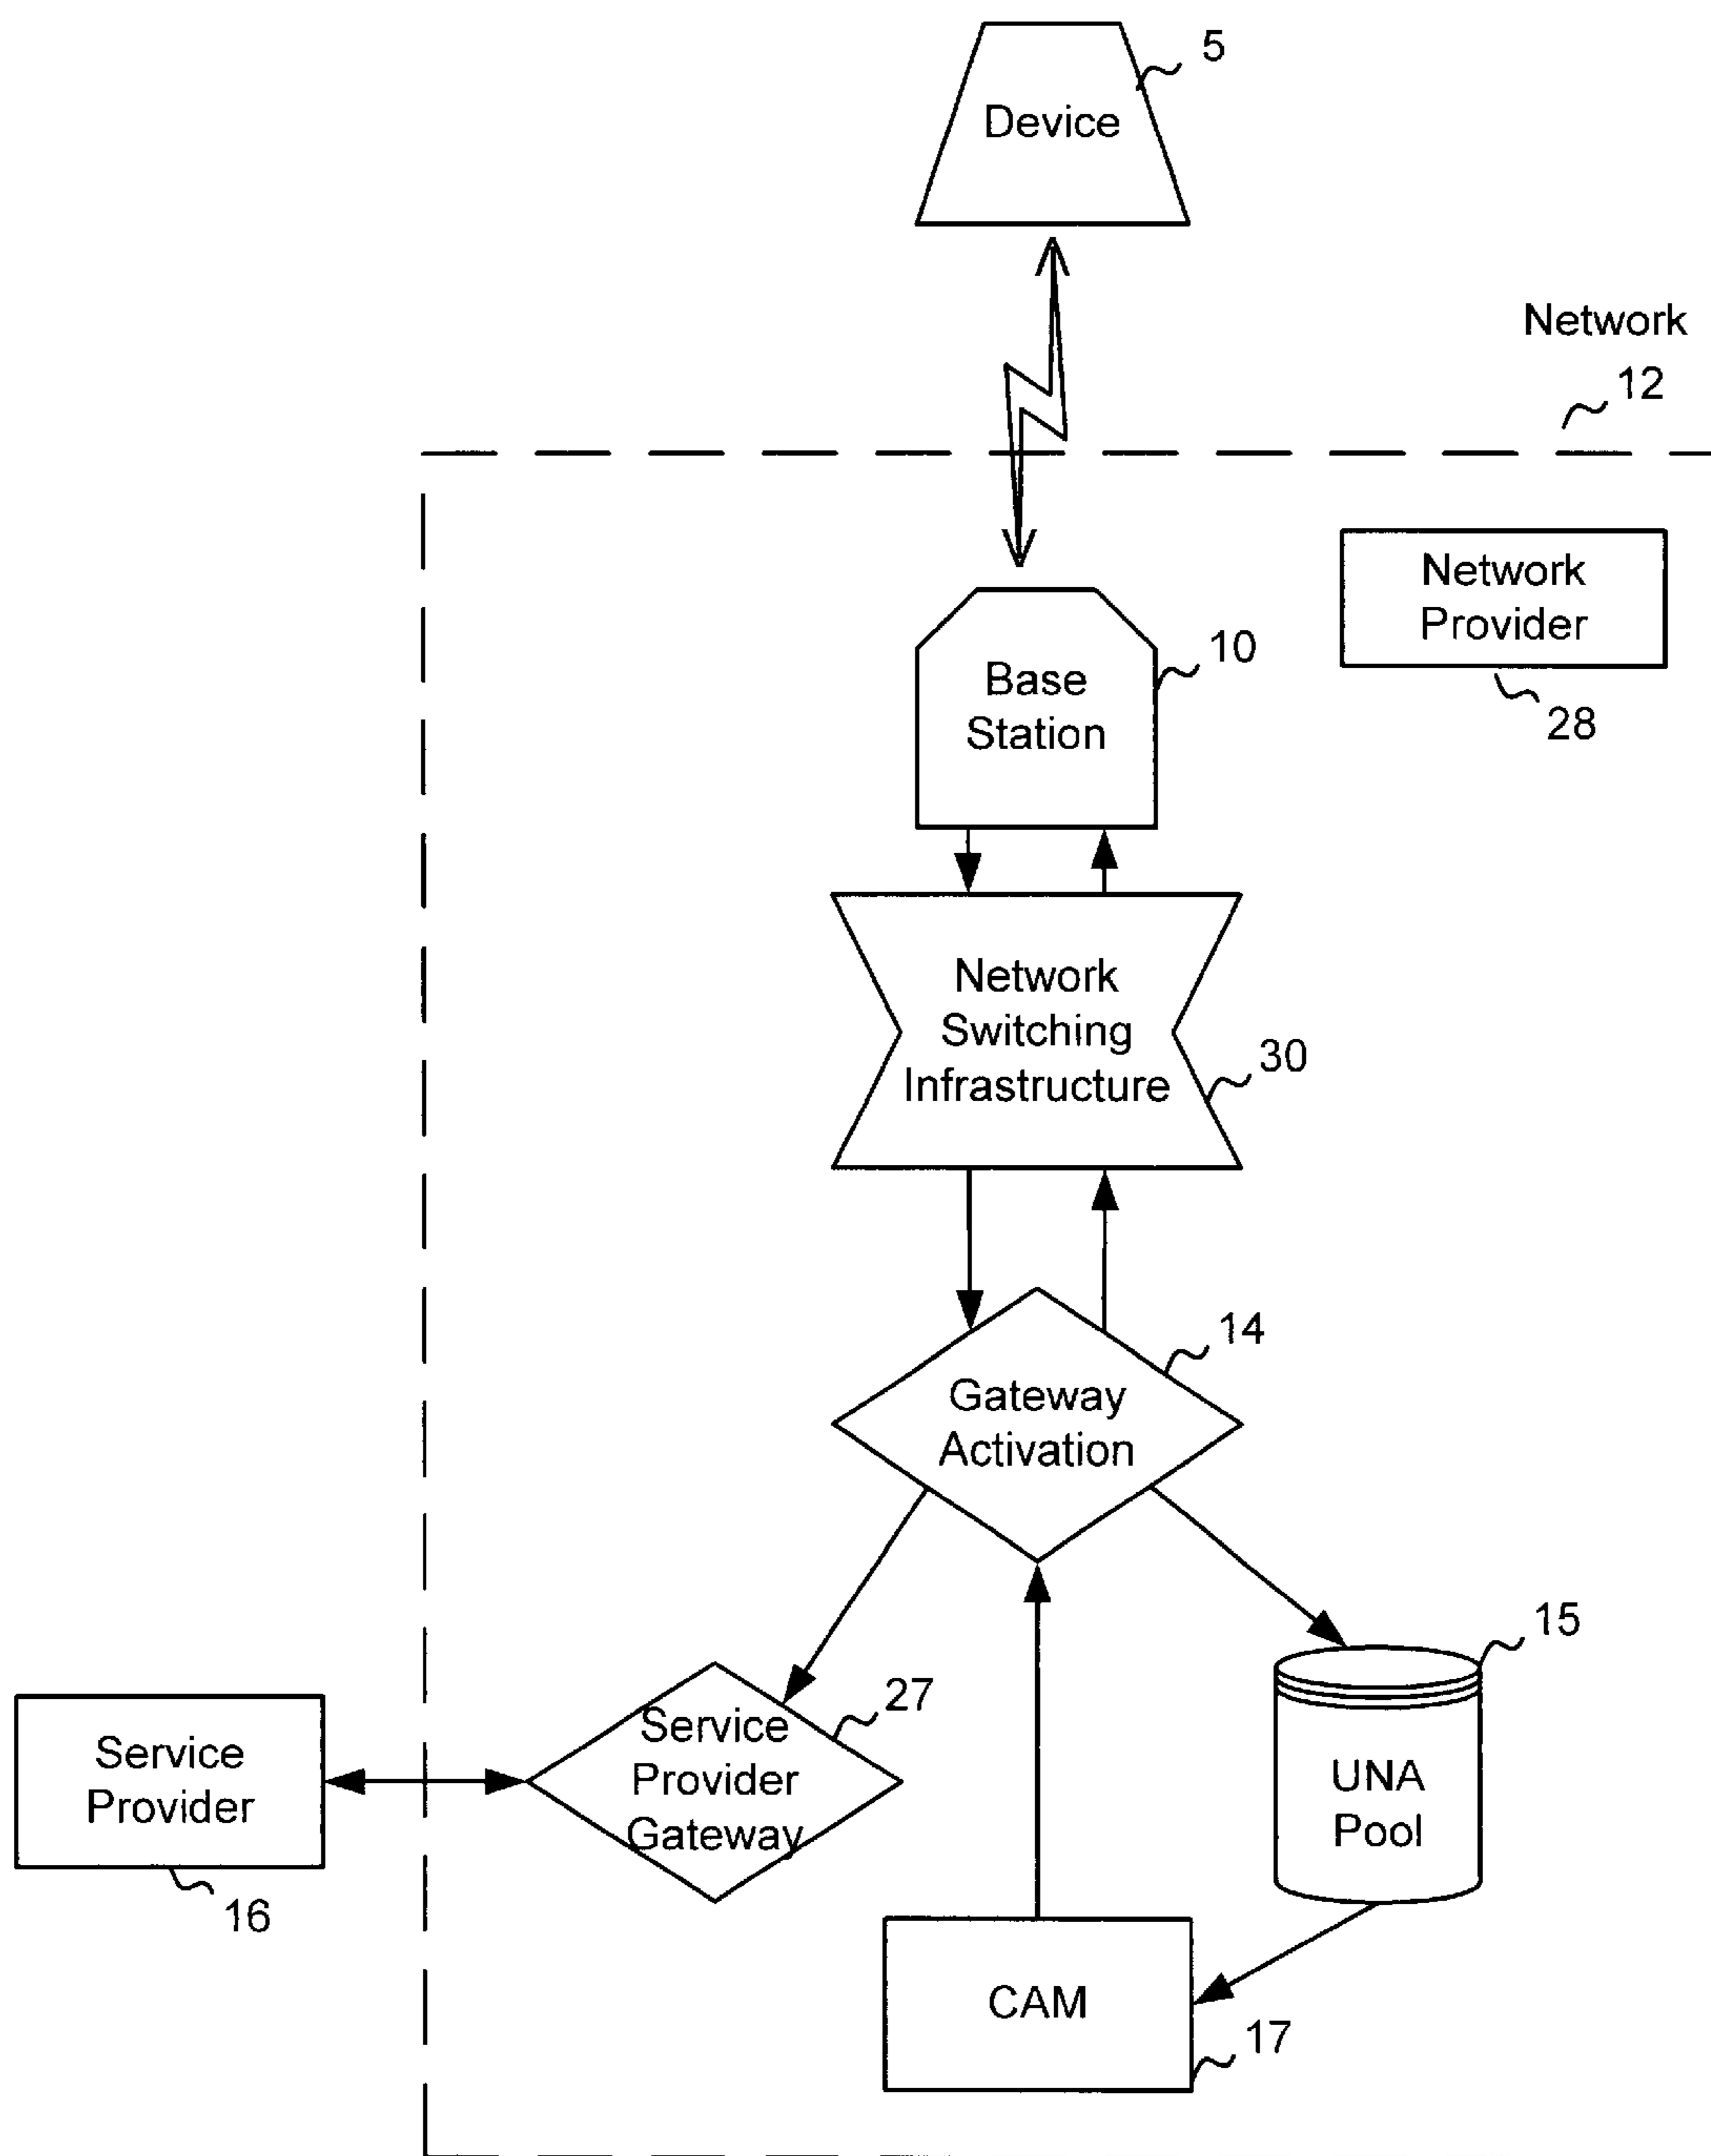 5
Device
Network
12
Network
Provider
28
10
Base
Station
Network
Switching
Infrastructure
30
14
Gateway
Activation
15
27
Service
Provider
Gateway
Service
Provider
16
UNA
Pool
CAM
17